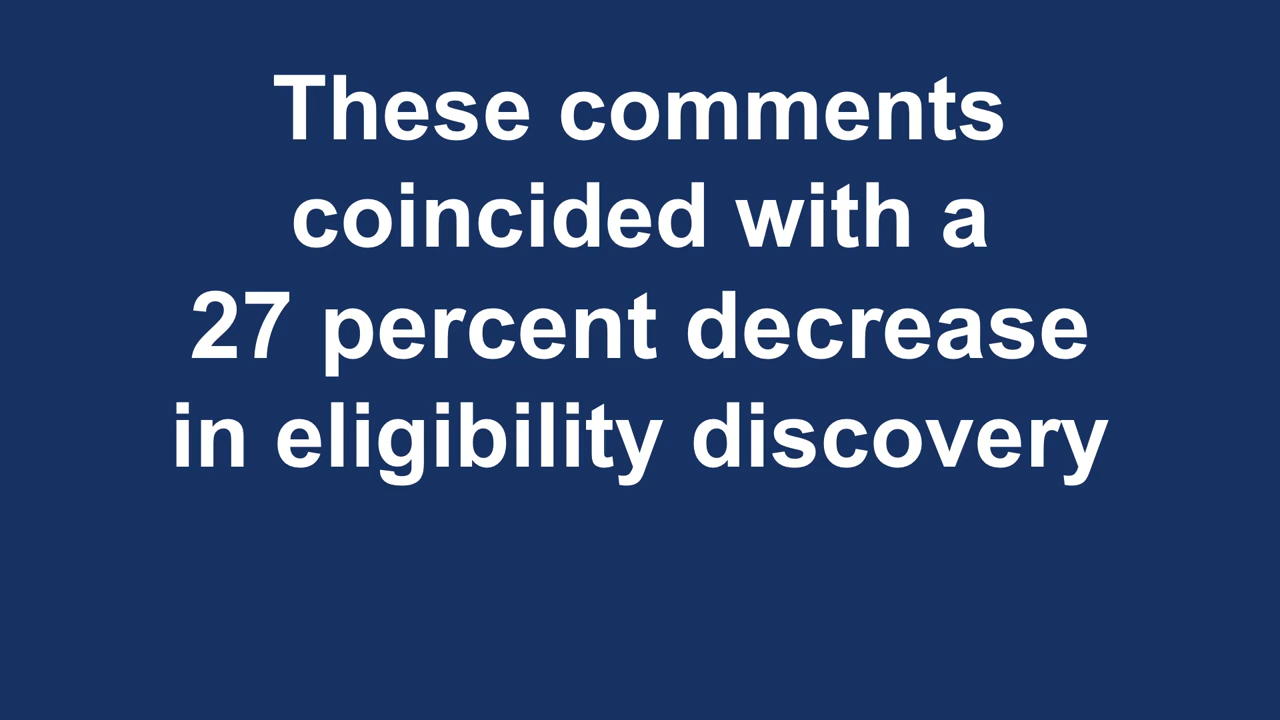 These comments
coincided with a
27 percent decrease
in eligibility discovery